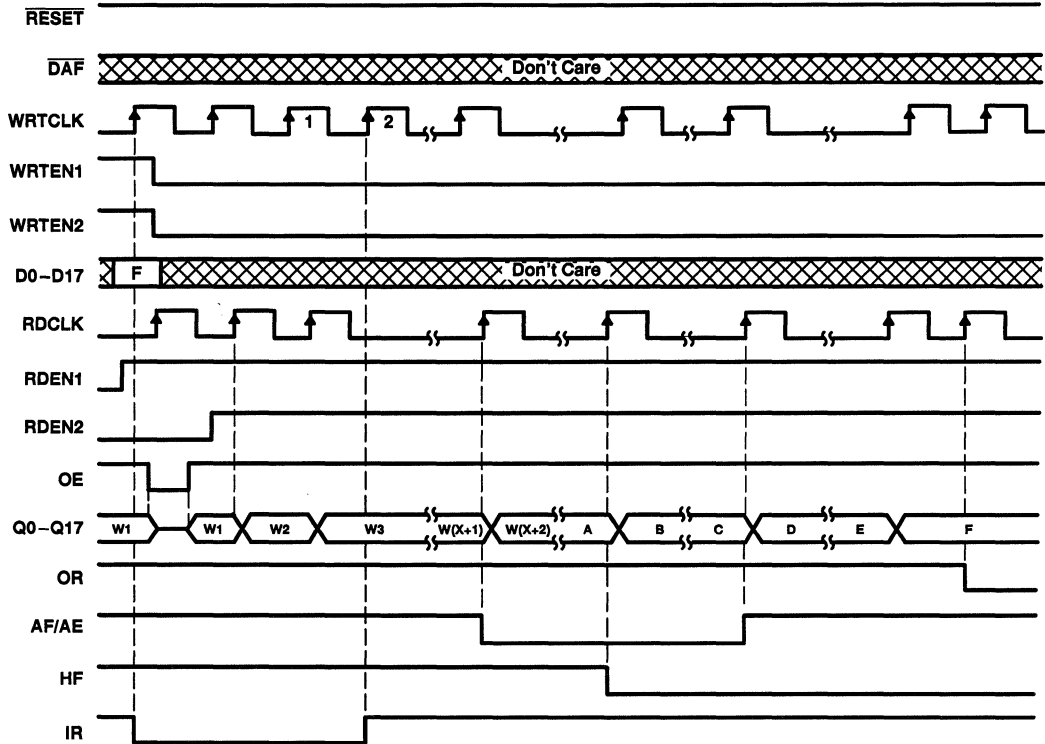 RESET
DAF Don't Care
WRTCLK 1 2
WRTEN1
WRTEN2
D0–D17 F Don't Care
RDCLK
RDEN1
RDEN2
OE
Q0–Q17 W1 W1 W2 W3 W(X+1) W(X+2) A B C D E F
OR
AF/AE
HF
IR